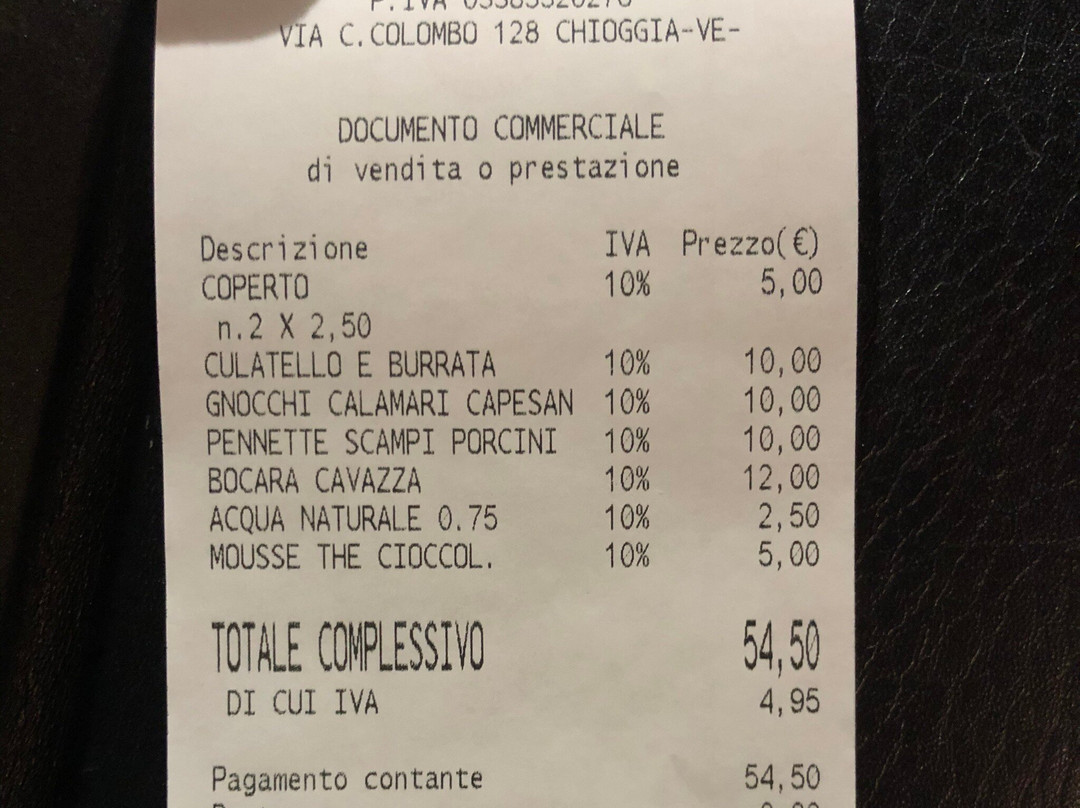 P.IVA
VIA C.COLOMBO 128 CHIOGGIA-VE-
DOCUMENTO COMMERCIALE
di vendita o prestazione
Descrizione IVA Prezzo(€)
COPERTO 10% 5,00
n.2 X 2,50
CULATELLO E BURRATA 10% 10,00
GNOCCHI CALAMARI CAPESAN 10% 10,00
PENNETTE SCAMPI PORCINI 10% 10,00
BOCARA CAVAZZA 10% 12,00
ACQUA NATURALE 0.75 10% 2,50
MOUSSE THE CIOCCOL. 10% 5,00
TOTALE COMPLESSIVO 54,50
DI CUI IVA 4,95
Pagamento contante 54,50